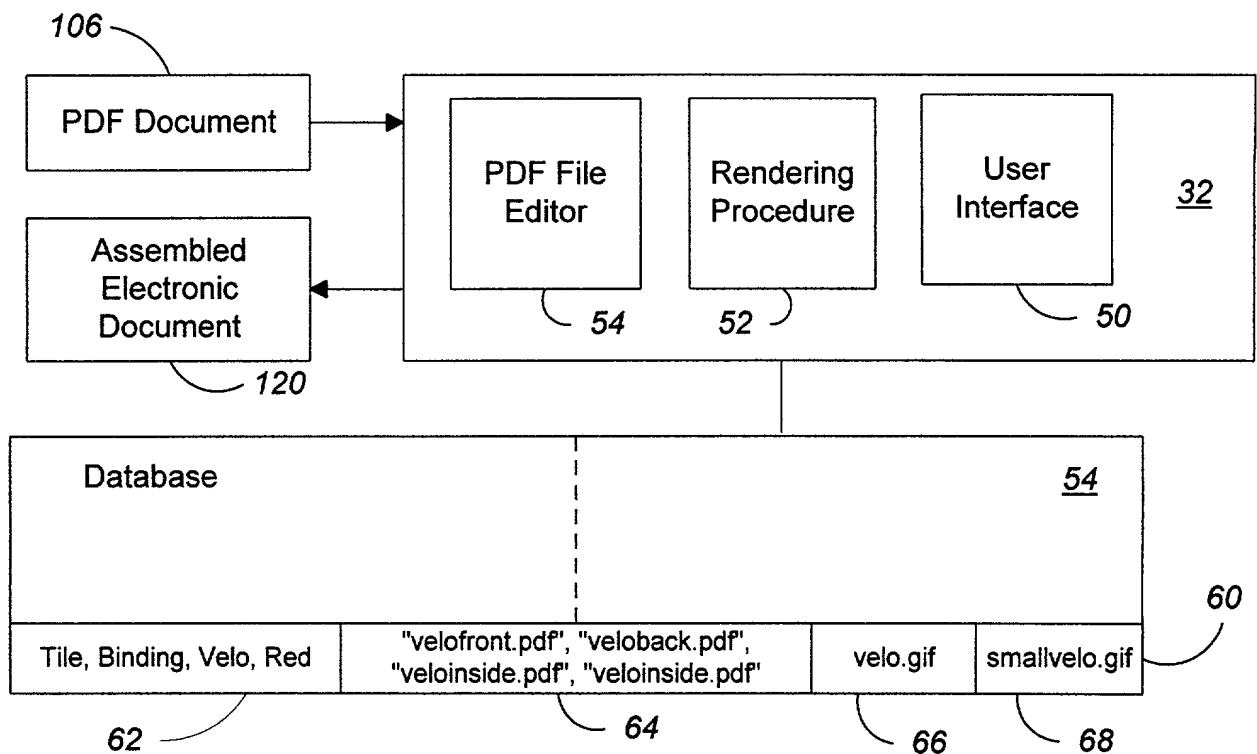 106
PDF Document
PDF File
Editor
Rendering
Procedure
User
Interface
32
Assembled
Electronic
Document
54
52
50
120
Database
54
60
Tile, Binding, Velo, Red
"velofront.pdf", "veloback.pdf",
"veloinside.pdf", "veloinside.pdf"
velo.gif
smallvelo.gif
62
64
66
68